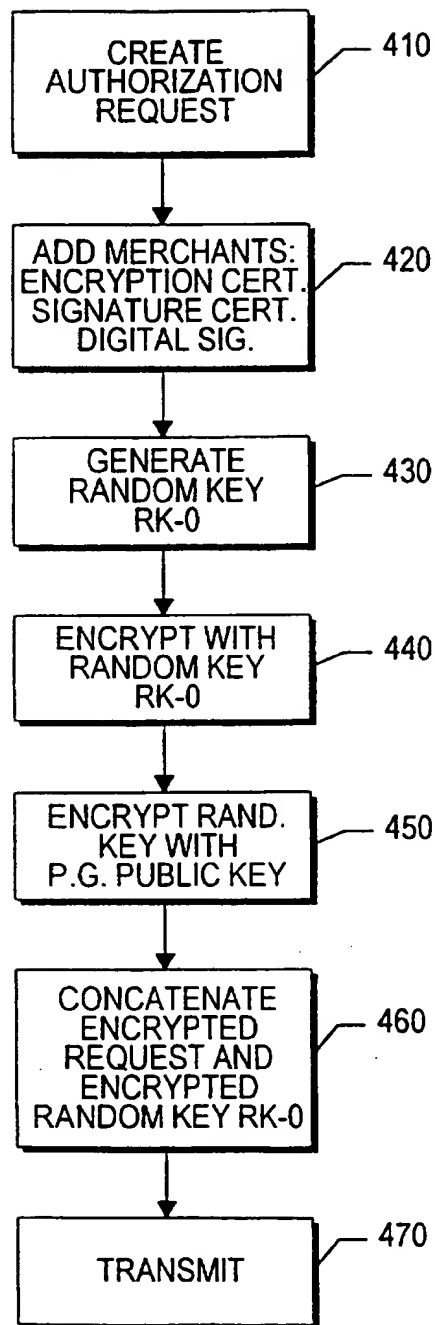 CREATE
AUTHORIZATION
REQUEST
410
ADD MERCHANTS:
ENCRYPTION CERT.
SIGNATURE CERT.
DIGITAL SIG.
420
GENERATE
RANDOM KEY
RK-0
430
ENCRYPT WITH
RANDOM KEY
RK-0
440
ENCRYPT RAND.
KEY WITH
P.G. PUBLIC KEY
450
CONCATENATE
ENCRYPTED
REQUEST AND
ENCRYPTED
RANDOM KEY RK-0
460
TRANSMIT
470